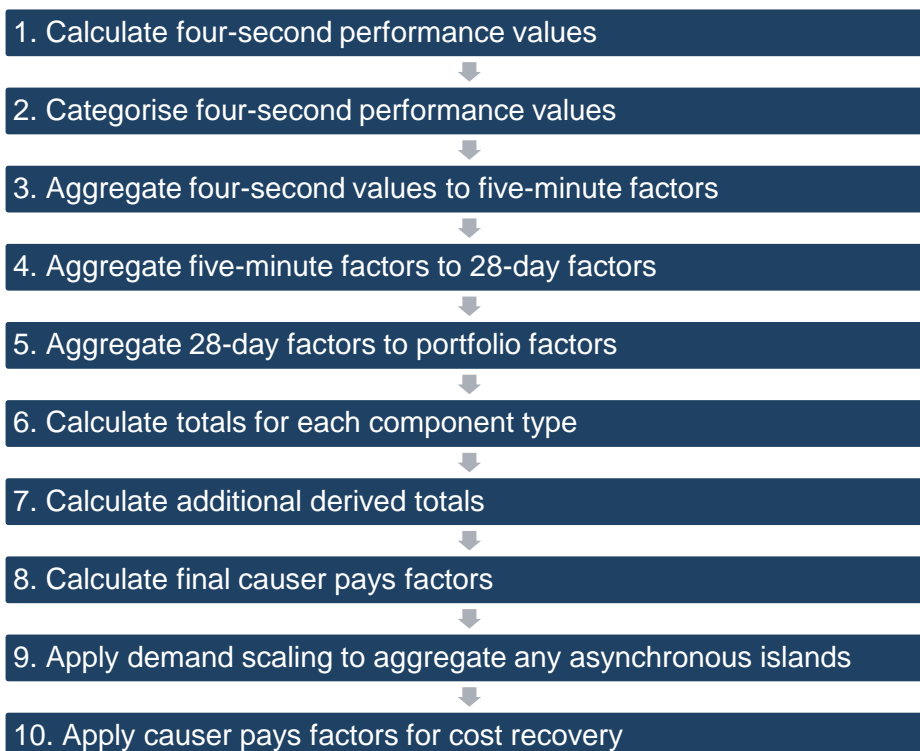 1. Calculate four-second performance values
2. Categorise four-second performance values
3. Aggregate four-second values to five-minute factors
4. Aggregate five-minute factors to 28-day factors
5. Aggregate 28-day factors to portfolio factors
6. Calculate totals for each component type
7. Calculate additional derived totals
8. Calculate final causer pays factors
9. Apply demand scaling to aggregate any asynchronous islands
10. Apply causer pays factors for cost recovery